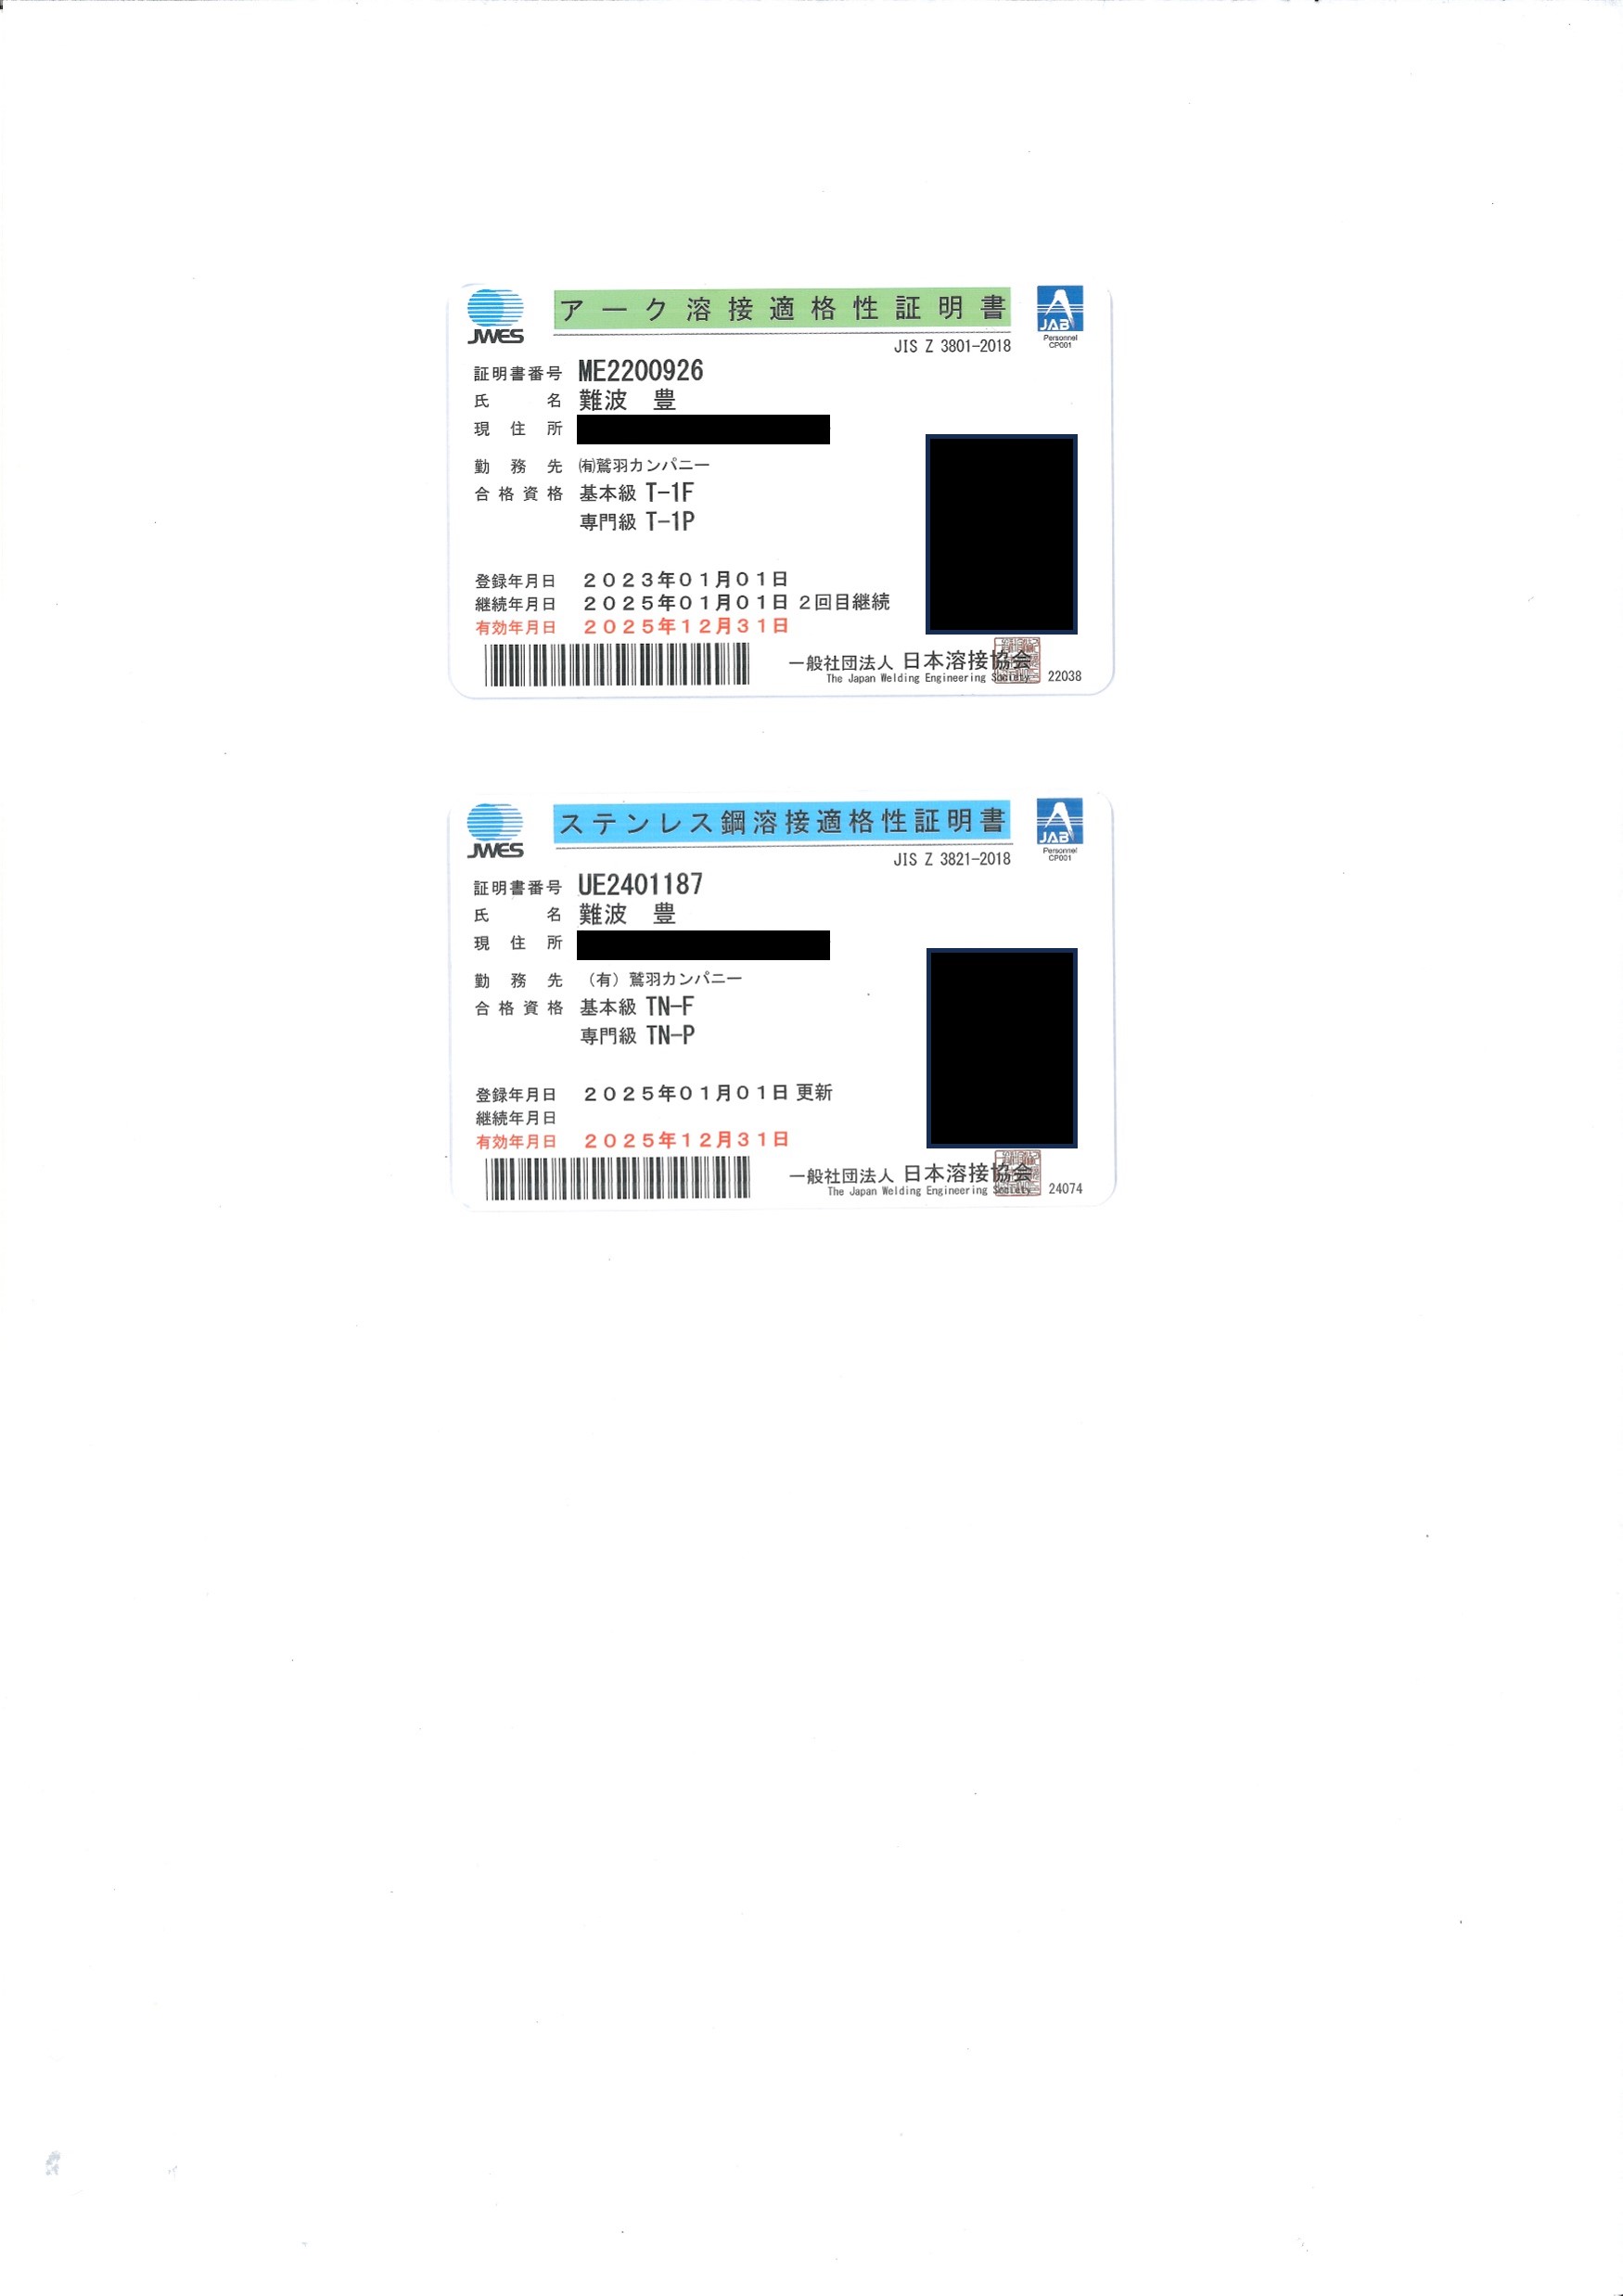 JWES
アーク溶接適格性証明書
JAB
Personnel
CP001
JIS Z 3801-2018
証明書番号 ME2200926
氏名 難波 豊
現住所
勤務先 ㈲鷲羽カンパニー
合格資格 基本級 T-1F
専門級 T-1P
登録年月日 2023年01月01日
継続年月日 2025年01月01日 2回目継続
有効年月日 2025年12月31日
一般社団法人 日本溶接協会
The Japan Welding Engineering Society 22038
JWES
ステンレス鋼溶接適格性証明書
JAB
Personnel
CP001
JIS Z 3821-2018
証明書番号 UE2401187
氏名 難波 豊
現住所
勤務先 (有)鷲羽カンパニー
合格資格 基本級 TN-F
専門級 TN-P
登録年月日 2025年01月01日 更新
継続年月日
有効年月日 2025年12月31日
一般社団法人 日本溶接協会
The Japan Welding Engineering Society 24074